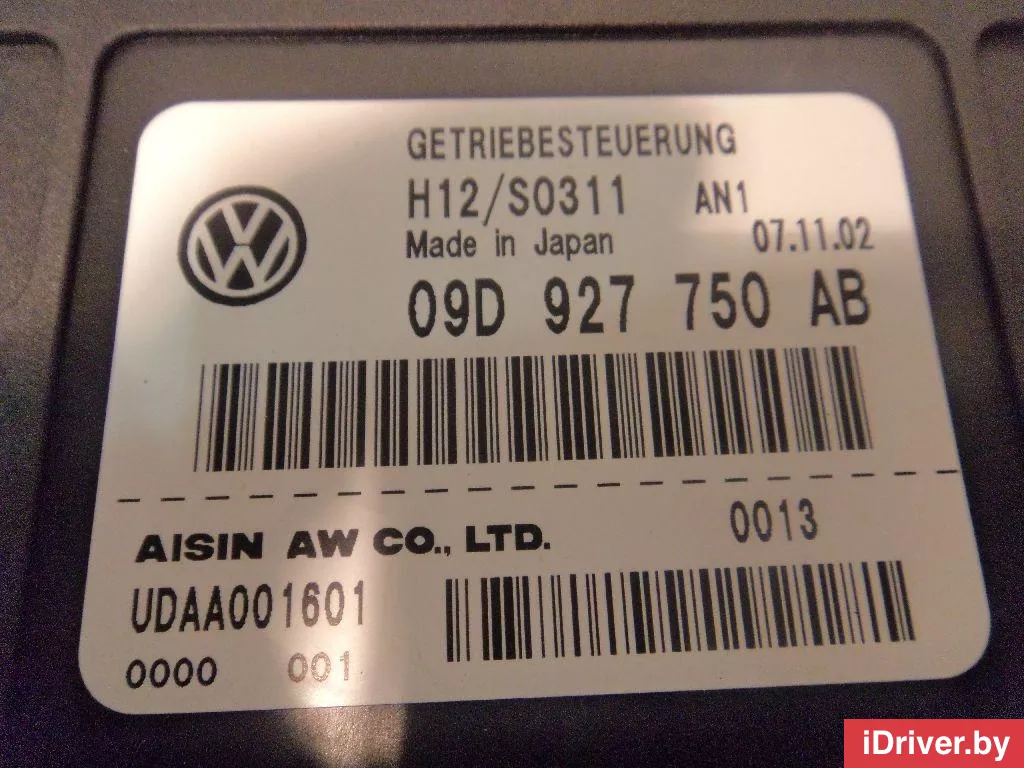 GETRIEBESTEUERUNG
H12/S0311 AN1
Made in Japan 07.11.02
09D 927 750 AB
AISIN AW CO., LTD. 0013
UDAA001601
0000 001
iDriver.by